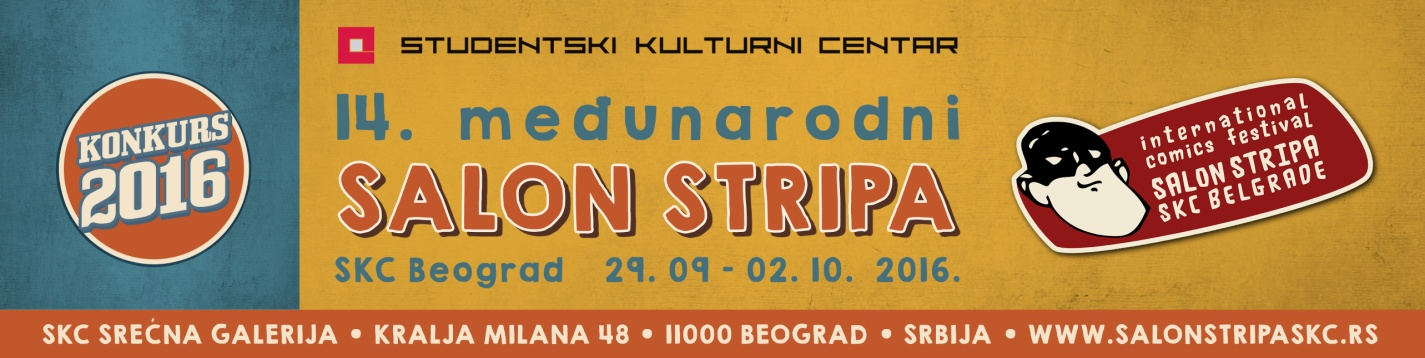 KONKURS
2016
STUDENTSKI KULTURNI CENTAR
14. međunarodni
SALON STRIPA
SKC Beograd 29. 09 - 02. 10. 2016.
international
comics festival
SALON STRIPA
SKC BELGRADE
SKC SREĆNA GALERIJA • KRALJA MILANA 48 • 11000 BEOGRAD • SRBIJA • WWW.SALONSTRIPASKC.RS